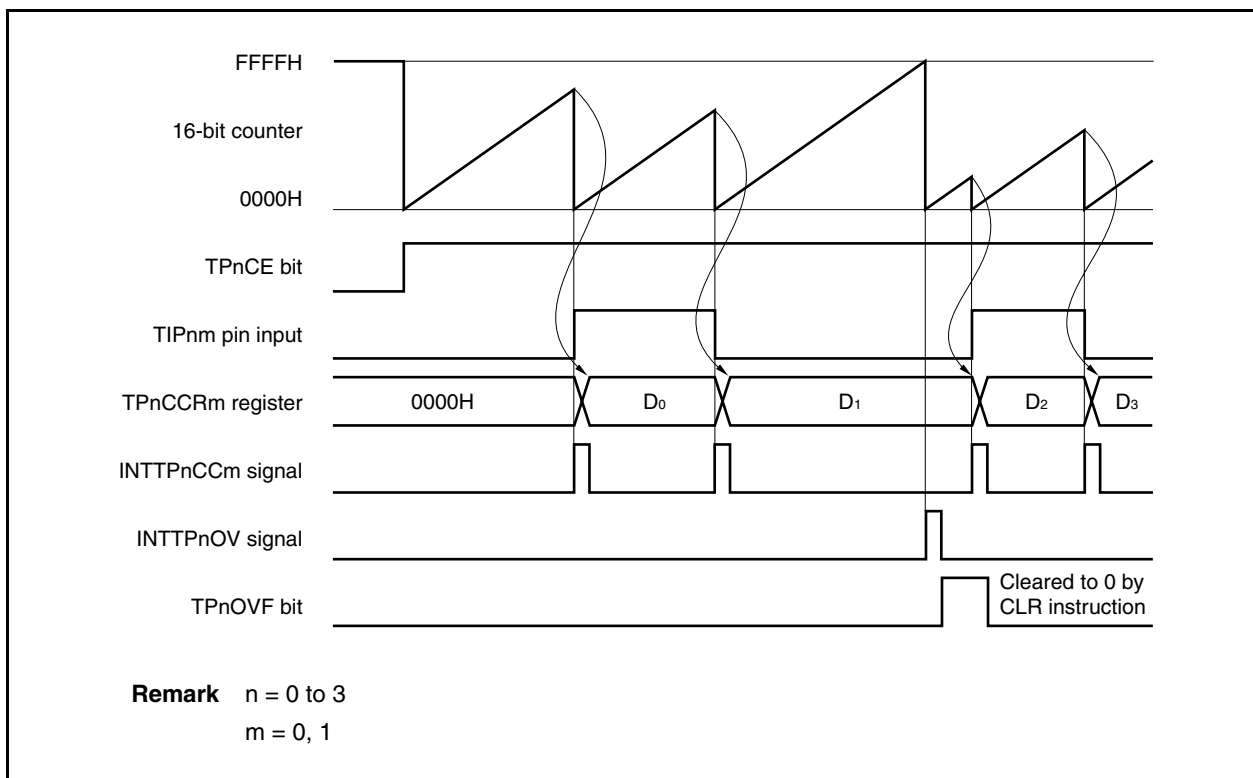 FFFFH
16-bit counter
0000H
TPnCE bit
TIPnm pin input
TPnCCRm register
0000H
D0
D1
D2
D3
INTTPnCCm signal
INTTPnOV signal
TPnOVF bit
Cleared to 0 by
CLR instruction
Remark n = 0 to 3
m = 0, 1